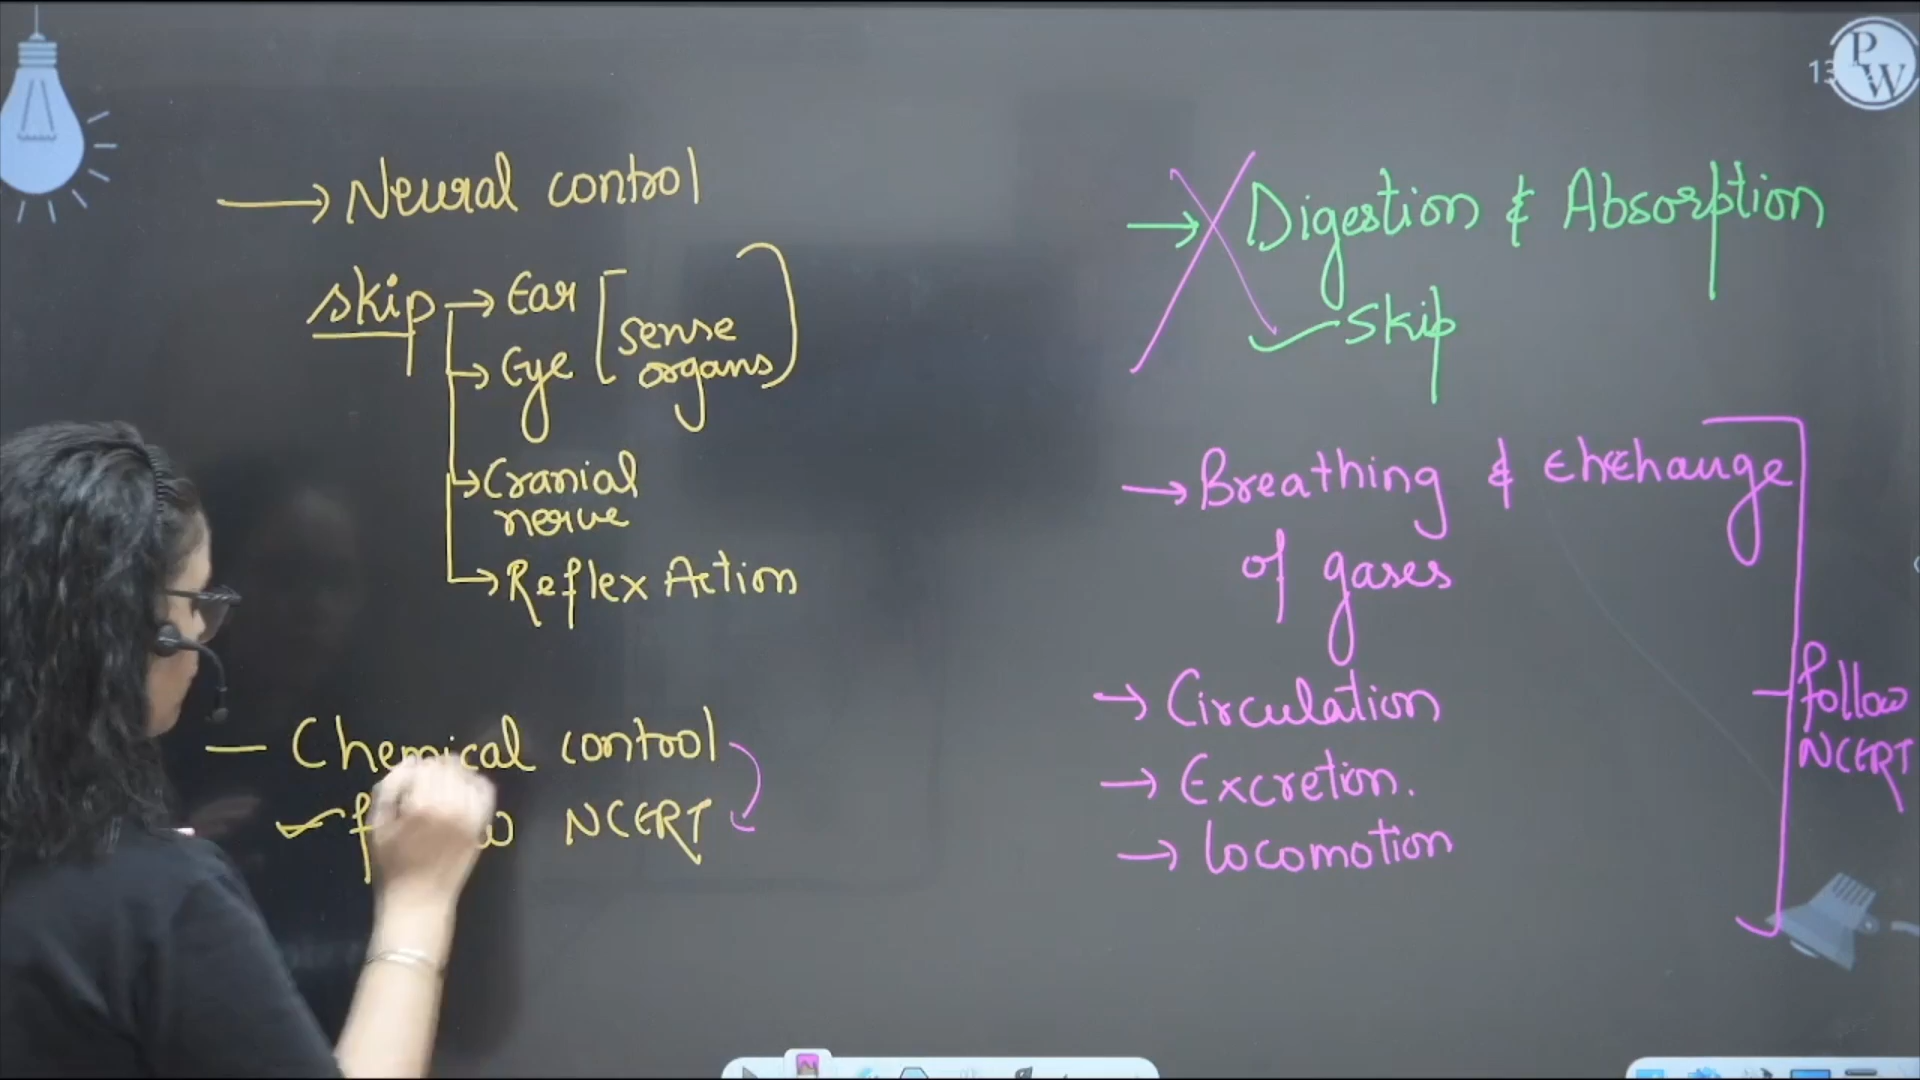 PW
→ Neural control
skip → Ear [sense
→ Eye organs
→ Cranial
nerve
→ Reflex Action
— Chemical control
NCERT
→ Digestion & Absorption
✓ Skip
→ Breathing &
of gases
→ Circulation
→ Excretion.
→ locomotion
follow
NCERT